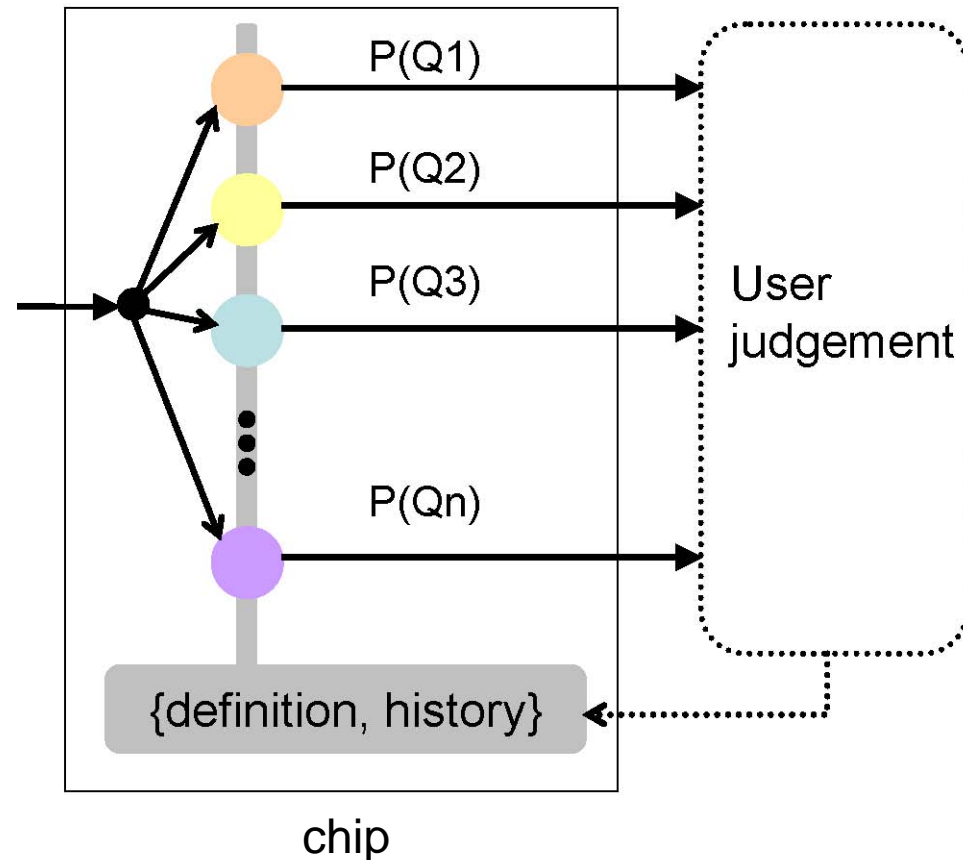 P(Q1)
P(Q2)
P(Q3)
User
judgement
P(Qn)
{definition, history}
chip